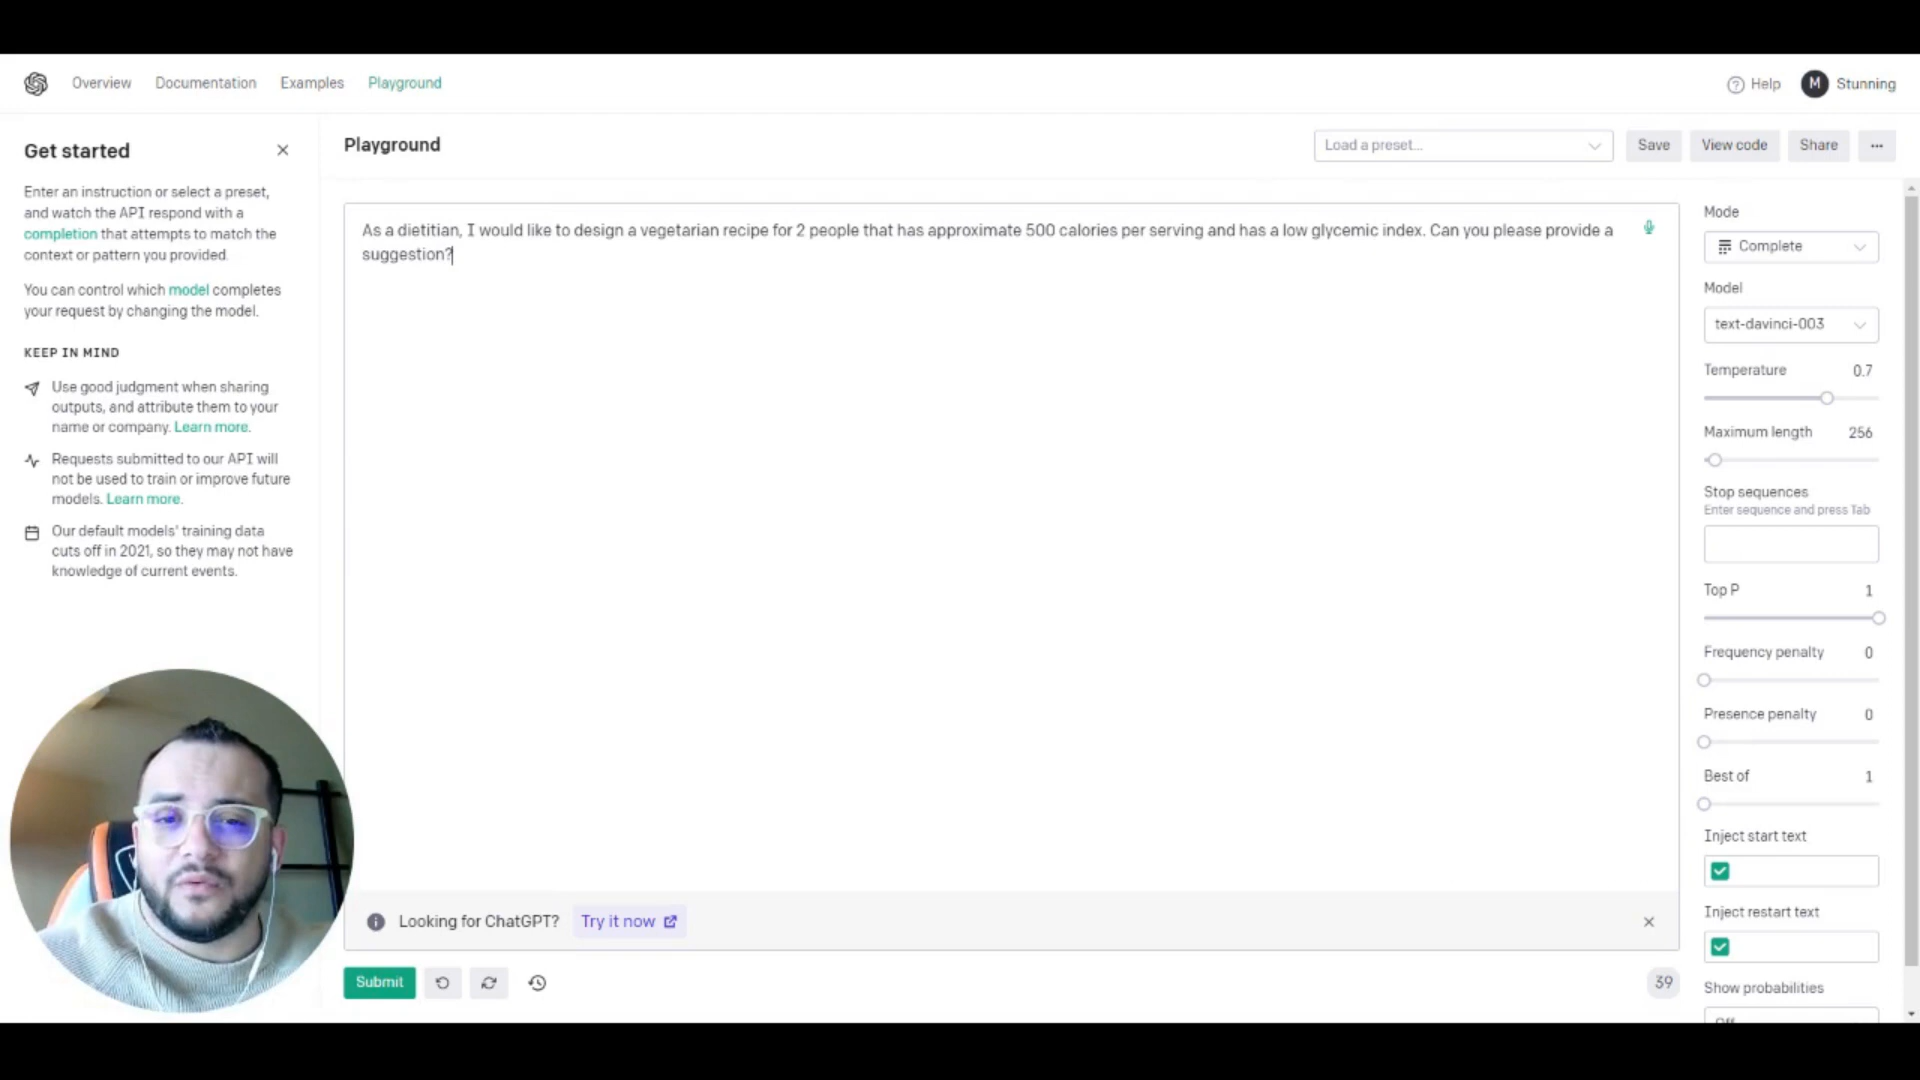 Overview Documentation Examples Playground
Help M Stunning
Get started
Enter an instruction or select a preset,
and watch the API respond with a
completion that attempts to match the
context or pattern you provided.
You can control which model completes
your request by changing the model.
KEEP IN MIND
Use good judgment when sharing
outputs, and attribute them to your
name or company. Learn more.
Requests submitted to our API will
not be used to train or improve future
models. Learn more.
Our default models' training data
cuts off in 2021, so they may not have
knowledge of current events.
Playground
Load a preset...
Save
View code
Share
As a dietitian, I would like to design a vegetarian recipe for 2 people that has approximate 500 calories per serving and has a low glycemic index. Can you please provide a
suggestion?
Looking for ChatGPT? Try it now
Submit
39
Mode
Complete
Model
text-davinci-003
Temperature 0.7
Maximum length 256
Stop sequences
Enter sequence and press Tab
Top P 1
Frequency penalty 0
Presence penalty 0
Best of 1
Inject start text
Inject restart text
Show probabilities
Off